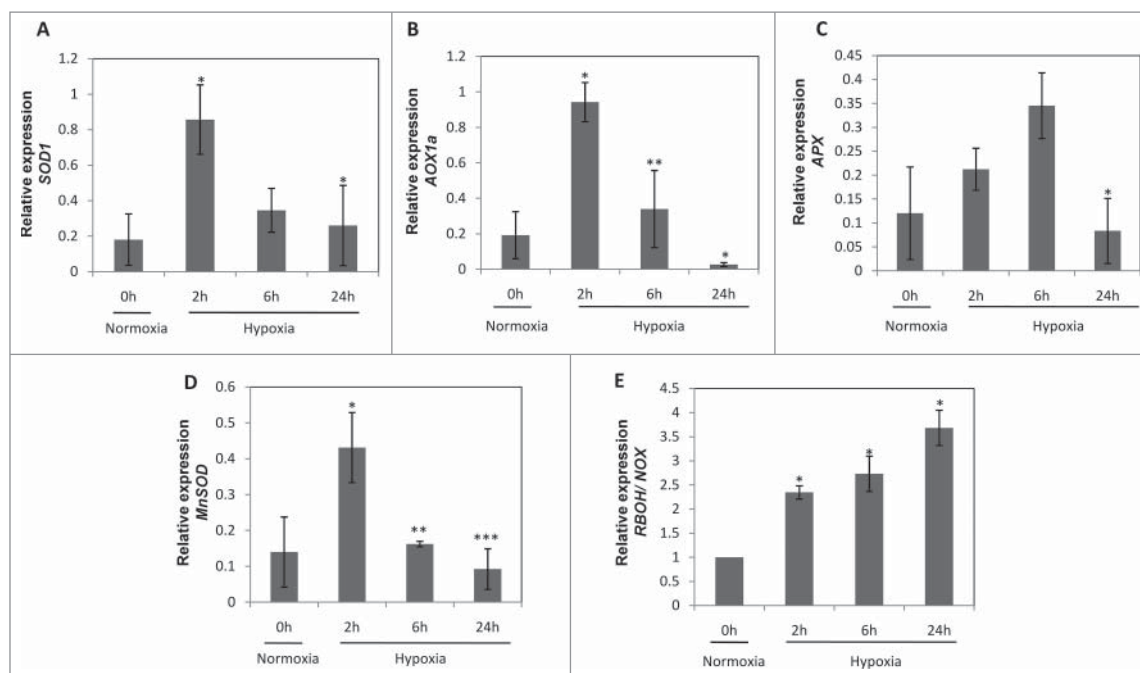 A
Relative expression
SOD1
1.2
1
0.8
0.6
0.4
0.2
0
*
*
0h
2h
6h
24h
Normoxia
Hypoxia
B
Relative expression
AOX1a
1.2
1
0.8
0.6
0.4
0.2
0
*
**
*
0h
2h
6h
24h
Normoxia
Hypoxia
C
Relative expression
APX
0.45
0.4
0.35
0.3
0.25
0.2
0.15
0.1
0.05
0
*
0h
2h
6h
24h
Normoxia
Hypoxia
D
Relative expression
MnSOD
0.6
0.5
0.4
0.3
0.2
0.1
0
*
**
***
0h
2h
6h
24h
Normoxia
Hypoxia
E
Relative expression
RBOH/ NOX
4.5
4
3.5
3
2.5
2
1.5
1
0.5
0
*
*
*
0h
2h
6h
24h
Normoxia
Hypoxia